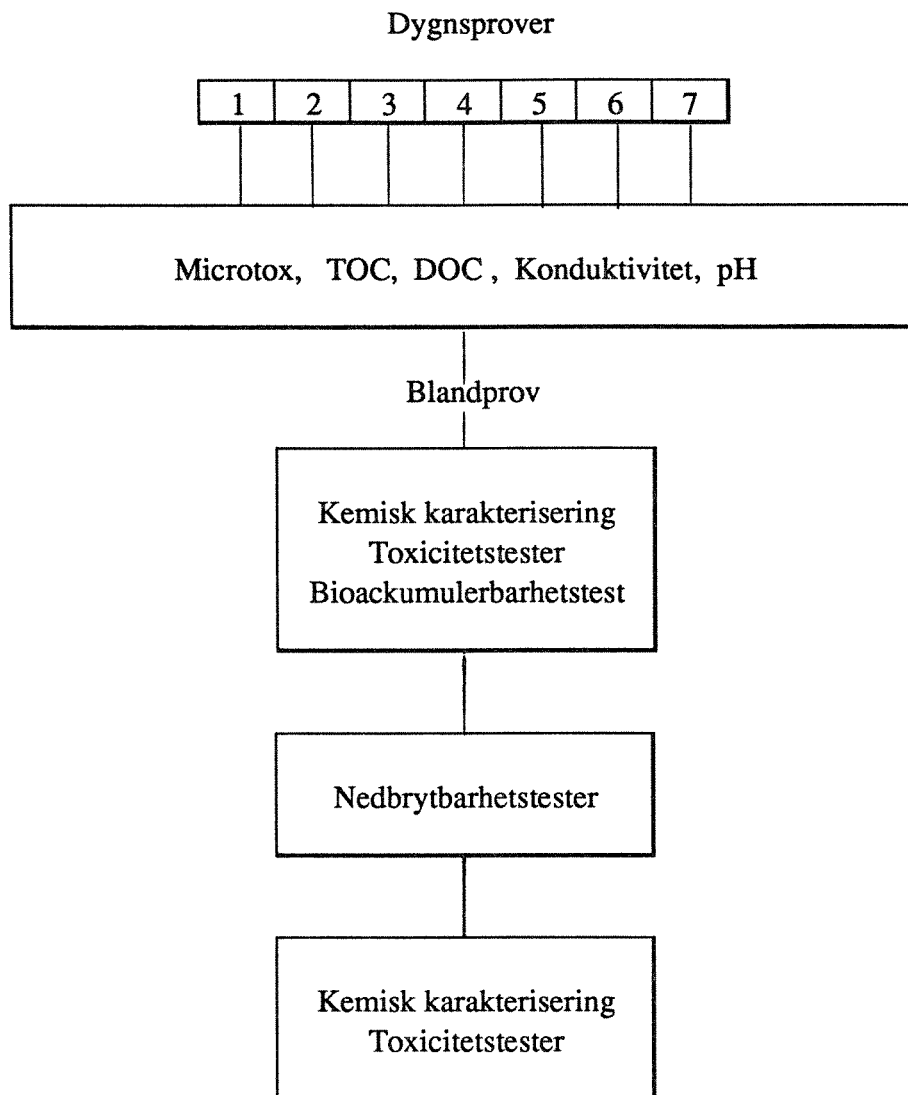 Dygnsprover
1 2 3 4 5 6 7
Microtox, TOC, DOC , Konduktivitet, pH
Blandprov
Kemisk karakterisering
Toxicitetstester
Bioackumulerbarhetstest
Nedbrytbarhetstester
Kemisk karakterisering
Toxicitetstester